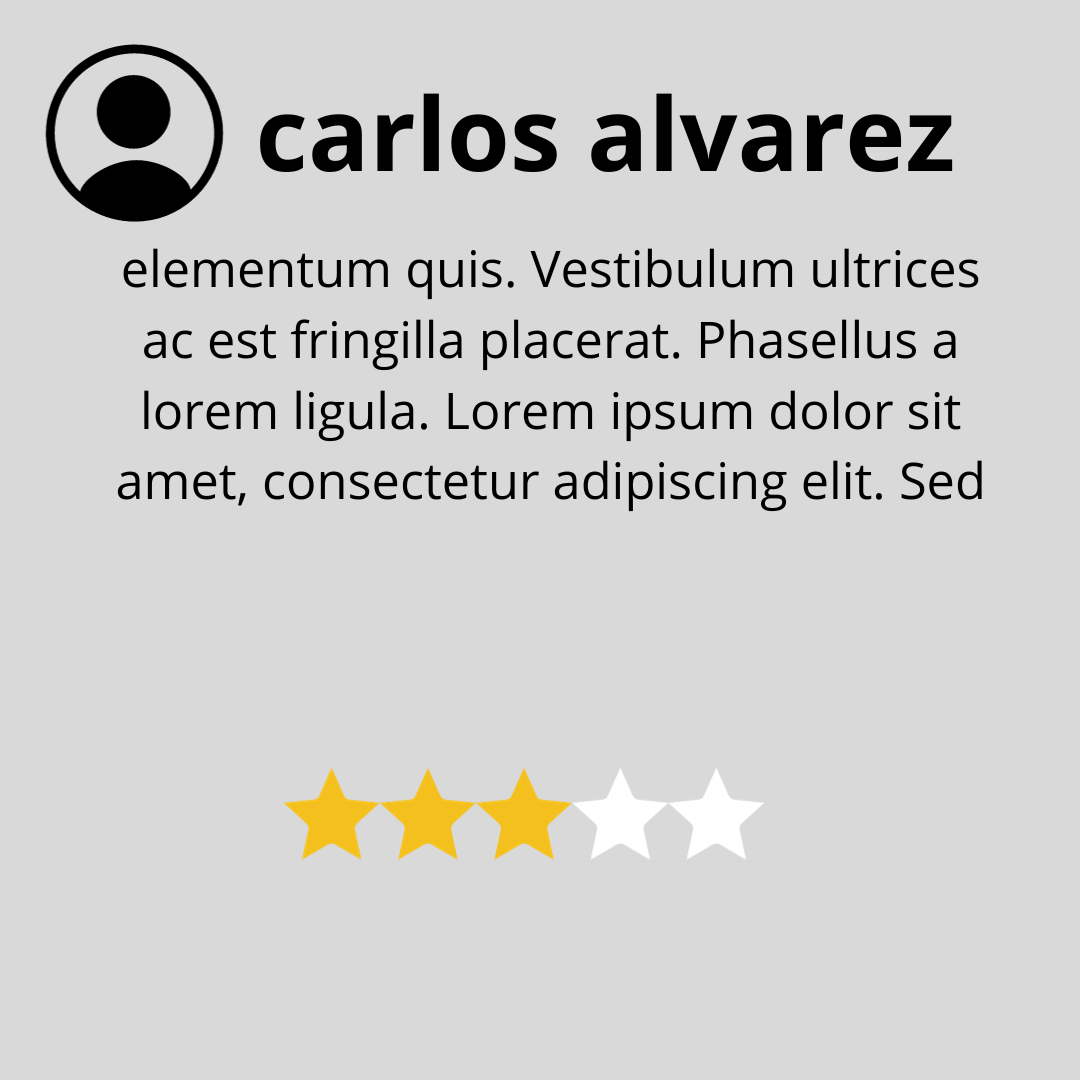 carlos alvarez
elementum quis. Vestibulum ultrices
ac est fringilla placerat. Phasellus a
lorem ligula. Lorem ipsum dolor sit
amet, consectetur adipiscing elit. Sed